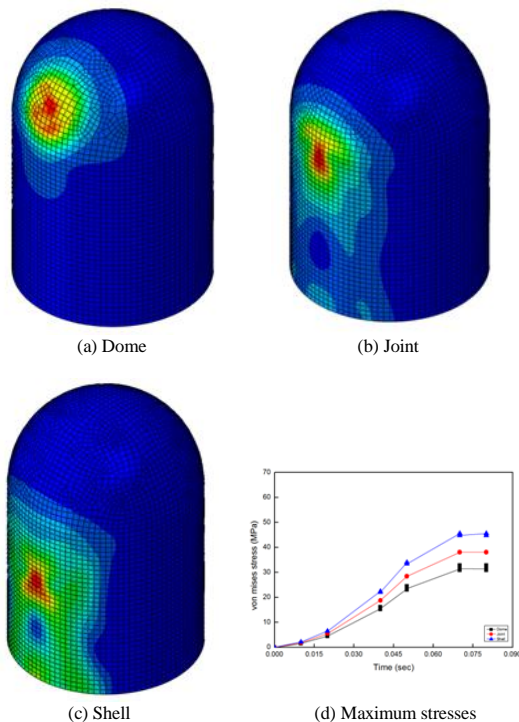 (a) Dome
(b) Joint
(c) Shell
70
60
50
40
30
20
10
0
von mises stress (MPa)
0.000 0.015 0.030 0.045 0.060 0.075 0.090
Time (sec)
Dome
Joint
Shell
(d) Maximum stresses